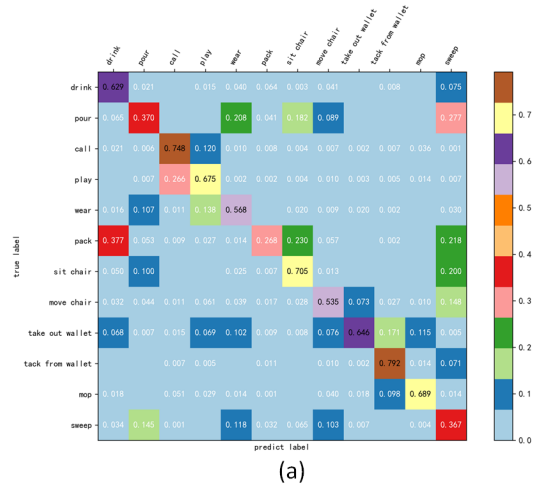 drink pour call play wear pack sit chair move chair take out wallet tack from wallet mop sweep
drink 0.629 0.021 0.015 0.040 0.064 0.003 0.041 0.008 0.075
pour 0.065 0.370 0.208 0.041 0.182 0.089 0.277
call 0.021 0.006 0.748 0.120 0.010 0.008 0.004 0.007 0.002 0.007 0.036 0.001
play 0.007 0.266 0.675 0.002 0.002 0.004 0.010 0.003 0.005 0.014 0.007
wear 0.016 0.107 0.011 0.138 0.568 0.020 0.009 0.020 0.002 0.030
pack 0.377 0.053 0.009 0.027 0.014 0.268 0.230 0.057 0.002 0.218
sit chair 0.050 0.100 0.025 0.007 0.705 0.013 0.200
move chair 0.032 0.044 0.011 0.061 0.039 0.017 0.028 0.535 0.073 0.027 0.010 0.148
take out wallet 0.068 0.007 0.015 0.069 0.102 0.009 0.008 0.076 0.646 0.171 0.115 0.005
tack from wallet 0.007 0.005 0.011 0.010 0.002 0.792 0.014 0.071
mop 0.018 0.051 0.029 0.014 0.001 0.040 0.018 0.098 0.689 0.014
sweep 0.034 0.145 0.001 0.118 0.032 0.065 0.103 0.007 0.004 0.367
true label
predict label
0.7
0.6
0.5
0.4
0.3
0.2
0.1
0.0
(a)